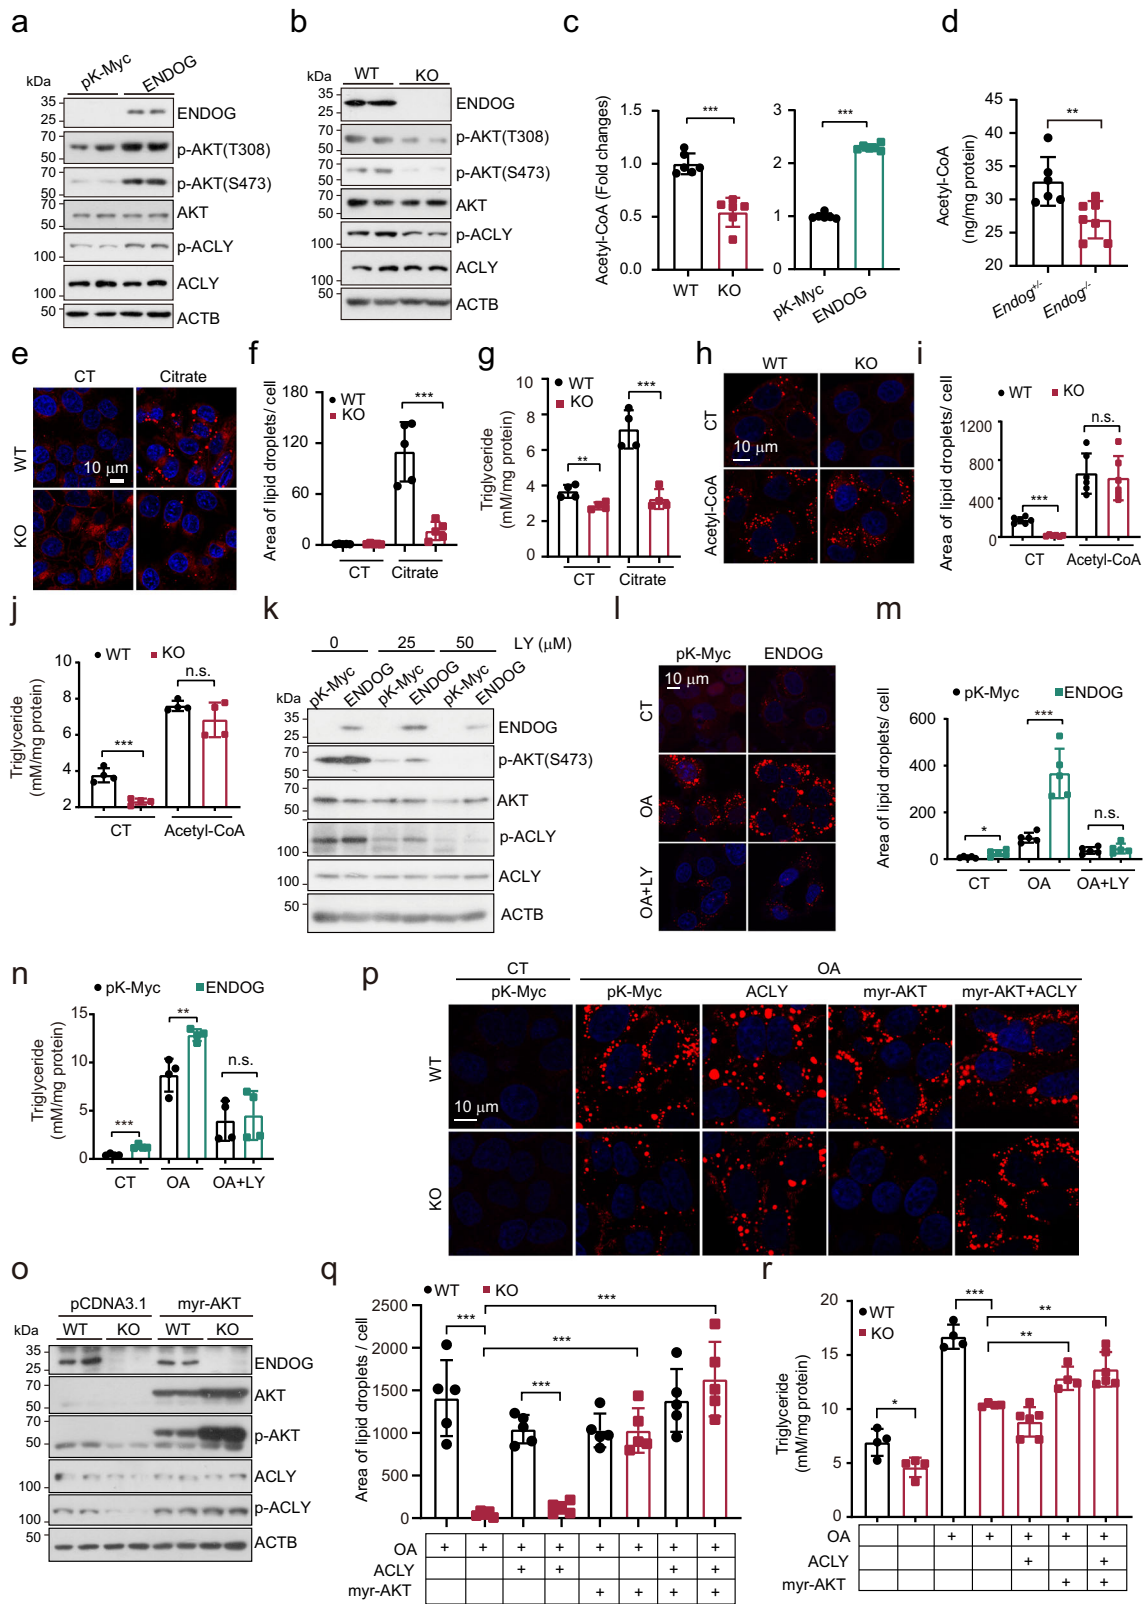 a
kDa
pK-Myc
ENDOG
35
25
ENDOG
70
50
p-AKT(T308)
70
50
p-AKT(S473)
AKT
p-ACLY
100
ACLY
100
50
ACTB
b
WT KO
kDa
35
25
ENDOG
70
50
p-AKT(T308)
70
50
p-AKT(S473)
AKT
p-ACLY
100
ACLY
100
50
ACTB
c
Acetyl-CoA (Fold changes)
1.5
1.0
0.5
0.0
***
WT KO
3
2
1
0
***
pK-Myc
ENDOG
d
Acetyl-CoA
(ng/mg protein)
45
40
35
30
25
20
**
Endog+/-
Endog-/-
e
CT Citrate
WT
10 μm
KO
f
Area of lipid droplets/ cell
180
120
60
0
WT
KO
***
CT Citrate
g
Triglyceride
(mM/mg protein)
10
8
6
4
2
0
WT
KO
**
***
CT Citrate
h
WT KO
CT
10 μm
Acetyl-CoA
i
WT KO
Area of lipid droplets/ cell
1200
800
400
0
***
n.s.
CT Acetyl-CoA
j
WT KO
Triglyceride
(mM/mg protein)
10
8
6
4
2
***
n.s.
CT Acetyl-CoA
k
0 25 50 LY (μM)
kDa
pK-Myc
ENDOG
pK-Myc
ENDOG
pK-Myc
ENDOG
35
25
ENDOG
70
50
p-AKT(S473)
70
50
AKT
p-ACLY
100
ACLY
100
50
ACTB
l
pK-Myc ENDOG
10 μm
CT
OA
OA+LY
m
pK-Myc ENDOG
Area of lipid droplets/ cell
600
400
200
0
*
***
n.s.
CT OA OA+LY
n
pK-Myc ENDOG
Triglyceride
(mM/mg protein)
15
10
5
0
***
**
n.s.
CT OA OA+LY
p
CT OA
pK-Myc pK-Myc ACLY myr-AKT myr-AKT+ACLY
WT
10 μm
KO
o
pCDNA3.1 myr-AKT
kDa WT KO WT KO
35
25
ENDOG
70
50
AKT
70
50
p-AKT
ACLY
100
p-ACLY
100
50
ACTB
q
WT KO
Area of lipid droplets / cell
2500
2000
1500
1000
500
0
***
***
***
***
OA + + + + + + + +
ACLY + + + +
myr-AKT + + + +
r
WT
KO
Triglyceride
(mM/mg protein)
20
15
10
5
0
*
***
**
**
OA + + + + +
ACLY + +
myr-AKT + +